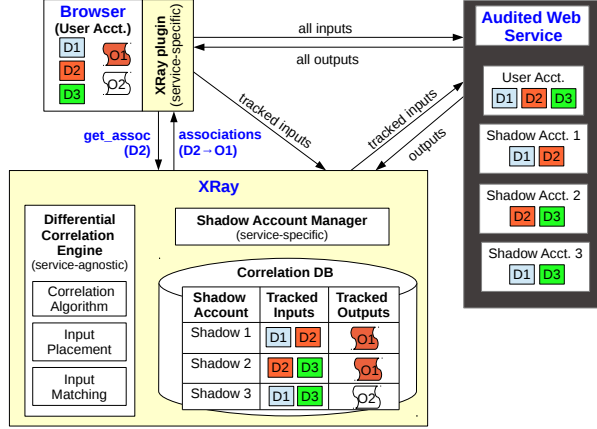 Browser
(User Acct.)
D1
O1
D2
O2
D3
XRay plugin
(service-specific)
all inputs
all outputs
tracked inputs
tracked inputs
outputs
get_assoc
(D2)
associations
(D2→O1)
Audited Web
Service
User Acct.
D1 D2 D3
Shadow Acct. 1
D1 D2
Shadow Acct. 2
D2 D3
Shadow Acct. 3
D1 D3
XRay
Differential
Correlation
Engine
(service-agnostic)
Correlation
Algorithm
Input
Placement
Input
Matching
Shadow Account Manager
(service-specific)
Correlation DB
Shadow Tracked Tracked
Account Inputs Outputs
Shadow 1 D1 D2 O1
Shadow 2 D2 D3 O1
Shadow 3 D1 D3 O2